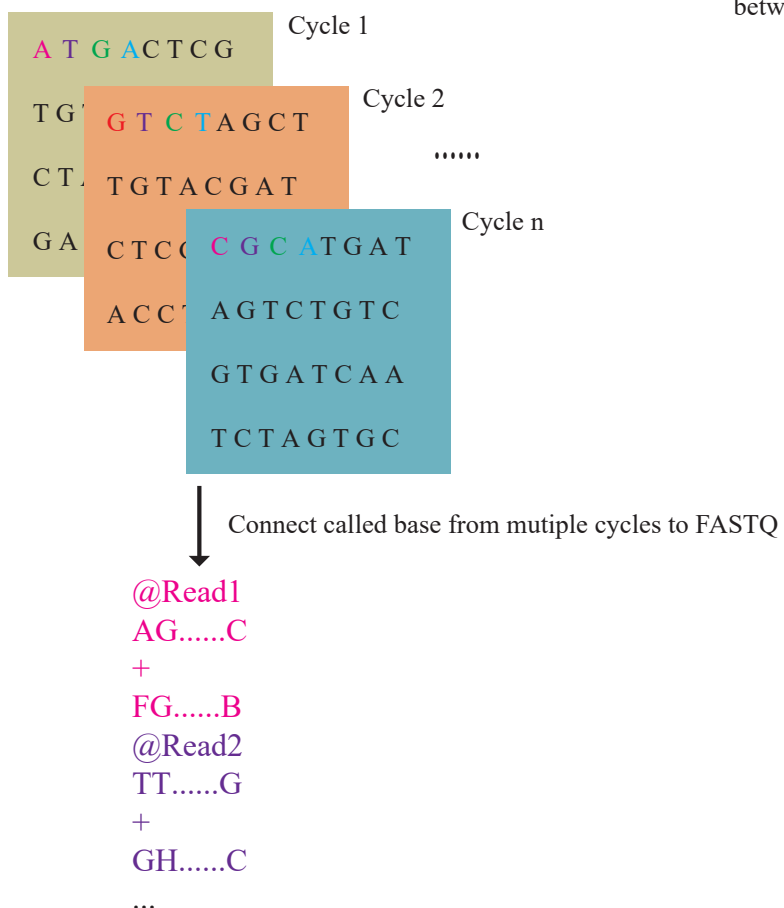 betw
Cycle 1
A T G A C T C G
T G
C T
G A
Cycle 2
G T C T A G C T
T G T A C G A T
C T C
A C C
......
Cycle n
C G C A T G A T
A G T C T G T C
G T G A T C A A
T C T A G T G C
Connect called base from mutiple cycles to FASTQ
@Read1
AG......C
+
FG......B
@Read2
TT......G
+
GH......C
...